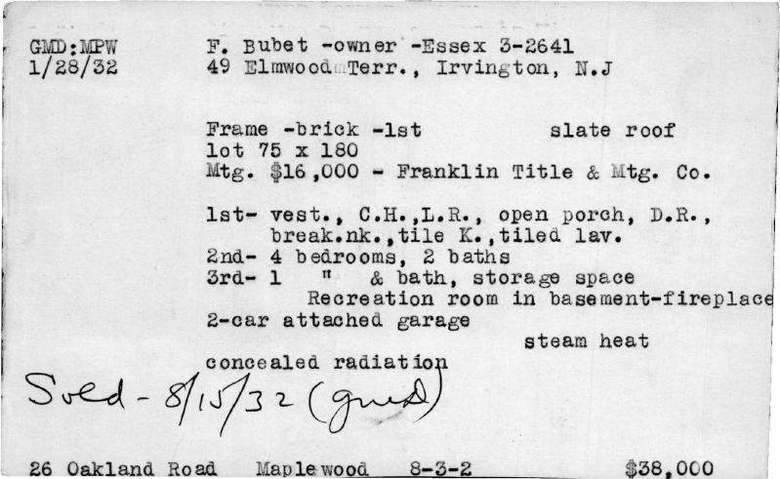 GMD:MPW F. Bubet -owner -Essex 3-2641
1/28/32 49 Elmwood Terr., Irvington, N.J
Frame -brick -1st slate roof
lot 75 x 180
Mtg. $16,000 - Franklin Title & Mtg. Co.
1st- vest., C.H.,L.R., open porch, D.R.,
break.nk.,tile K.,tiled lav.
2nd- 4 bedrooms, 2 baths
3rd- 1 " & bath, storage space
Recreation room in basement-fireplace
2-car attached garage
steam heat
concealed radiation
Sold - 8/15/32 (gmd)
26 Oakland Road Maplewood 8-3-2 $38,000